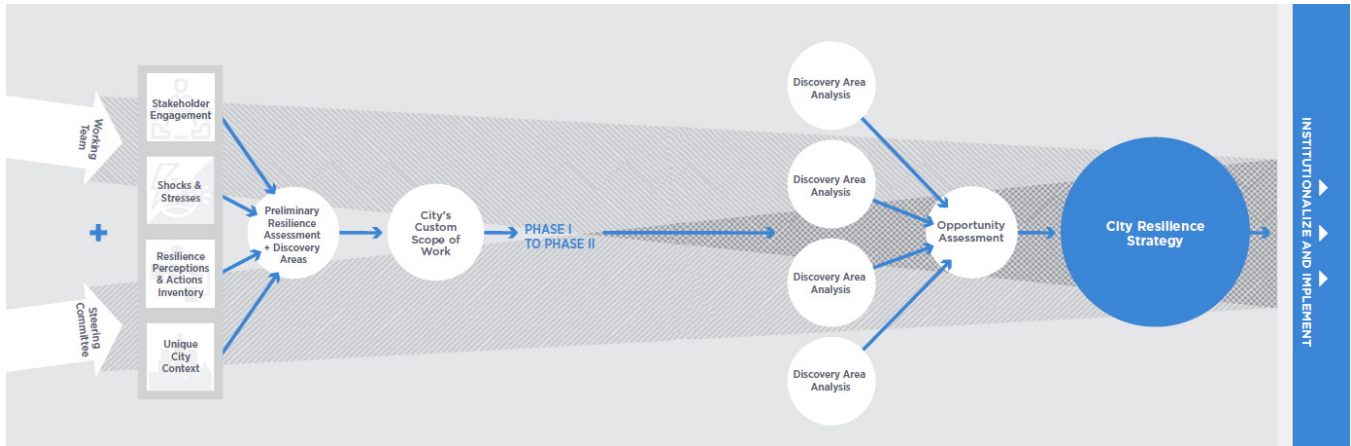 Working
Team
+
Steering
Committee
Stakeholder
Engagement
Shocks &
Stresses
Resilience
Perceptions
& Actions
Inventory
Unique
City
Context
Preliminary
Resilience
Assessment
+ Discovery
Areas
City's
Custom
Scope of
Work
PHASE I
TO PHASE II
Discovery Area
Analysis
Discovery Area
Analysis
Discovery Area
Analysis
Discovery Area
Analysis
Opportunity
Assessment
City Resilience
Strategy
INSTITUTIONALIZE AND IMPLEMENT